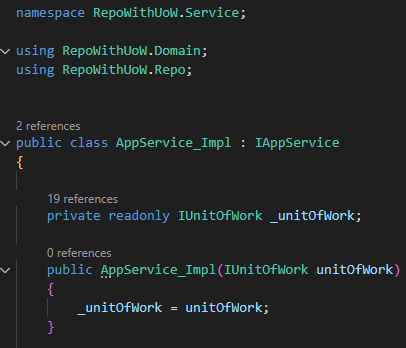 namespace RepoWithUoW.Service;
using RepoWithUoW.Domain;
using RepoWithUoW.Repo;
2 references
public class AppService_Impl : IAppService
{
19 references
private readonly IUnitOfWork _unitOfWork;
0 references
public AppService_Impl(IUnitOfWork unitOfWork)
{
_unitOfWork = unitOfWork;
}